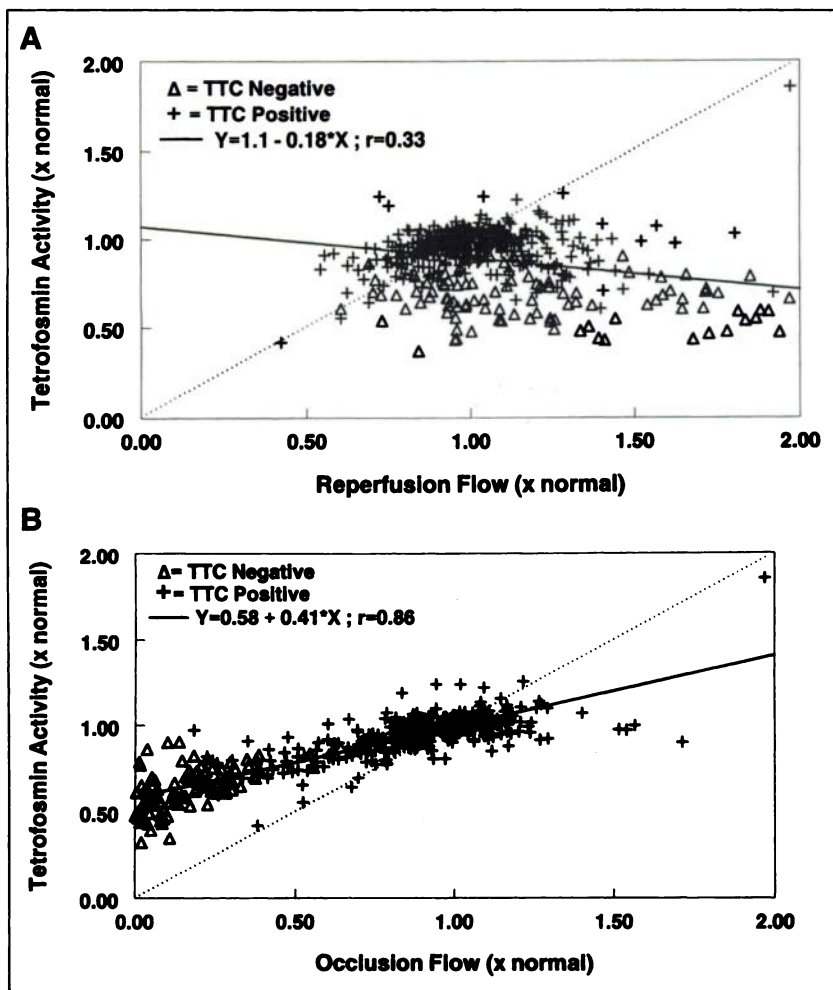 A
Tetrofosmin Activity (x normal)
2.00
1.50
1.00
0.50
0.00
Δ = TTC Negative
+ = TTC Positive
Y=1.1 - 0.18*X ; r=0.33
0.00 0.50 1.00 1.50 2.00
Reperfusion Flow (x normal)
B
Tetrofosmin Activity (x normal)
2.00
1.50
1.00
0.50
0.00
Δ= TTC Negative
+= TTC Positive
Y=0.58 + 0.41*X ; r=0.86
0.00 0.50 1.00 1.50 2.00
Occlusion Flow (x normal)